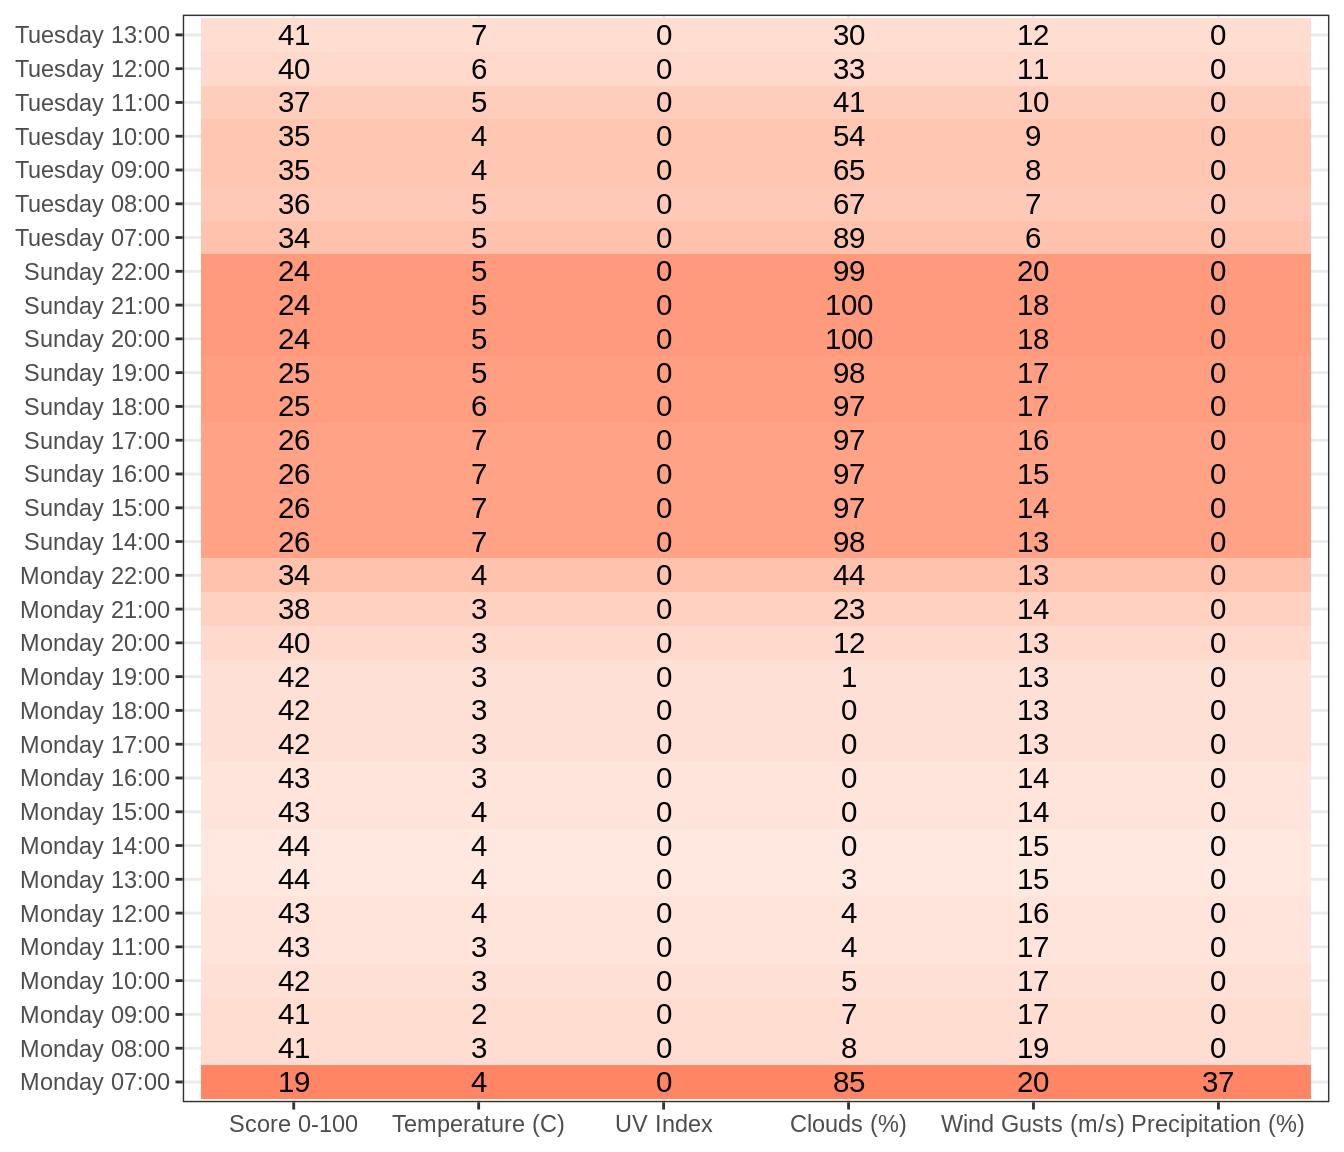 Tuesday 13:00 41 7 0 30 12 0
Tuesday 12:00 40 6 0 33 11 0
Tuesday 11:00 37 5 0 41 10 0
Tuesday 10:00 35 4 0 54 9 0
Tuesday 09:00 35 4 0 65 8 0
Tuesday 08:00 36 5 0 67 7 0
Tuesday 07:00 34 5 0 89 6 0
Sunday 22:00 24 5 0 99 20 0
Sunday 21:00 24 5 0 100 18 0
Sunday 20:00 24 5 0 100 18 0
Sunday 19:00 25 5 0 98 17 0
Sunday 18:00 25 6 0 97 17 0
Sunday 17:00 26 7 0 97 16 0
Sunday 16:00 26 7 0 97 15 0
Sunday 15:00 26 7 0 97 14 0
Sunday 14:00 26 7 0 98 13 0
Monday 22:00 34 4 0 44 13 0
Monday 21:00 38 3 0 23 14 0
Monday 20:00 40 3 0 12 13 0
Monday 19:00 42 3 0 1 13 0
Monday 18:00 42 3 0 0 13 0
Monday 17:00 42 3 0 0 13 0
Monday 16:00 43 3 0 0 14 0
Monday 15:00 43 4 0 0 14 0
Monday 14:00 44 4 0 0 15 0
Monday 13:00 44 4 0 3 15 0
Monday 12:00 43 4 0 4 16 0
Monday 11:00 43 3 0 4 17 0
Monday 10:00 42 3 0 5 17 0
Monday 09:00 41 2 0 7 17 0
Monday 08:00 41 3 0 8 19 0
Monday 07:00 19 4 0 85 20 37
Score 0-100 Temperature (C) UV Index Clouds (%) Wind Gusts (m/s) Precipitation (%)